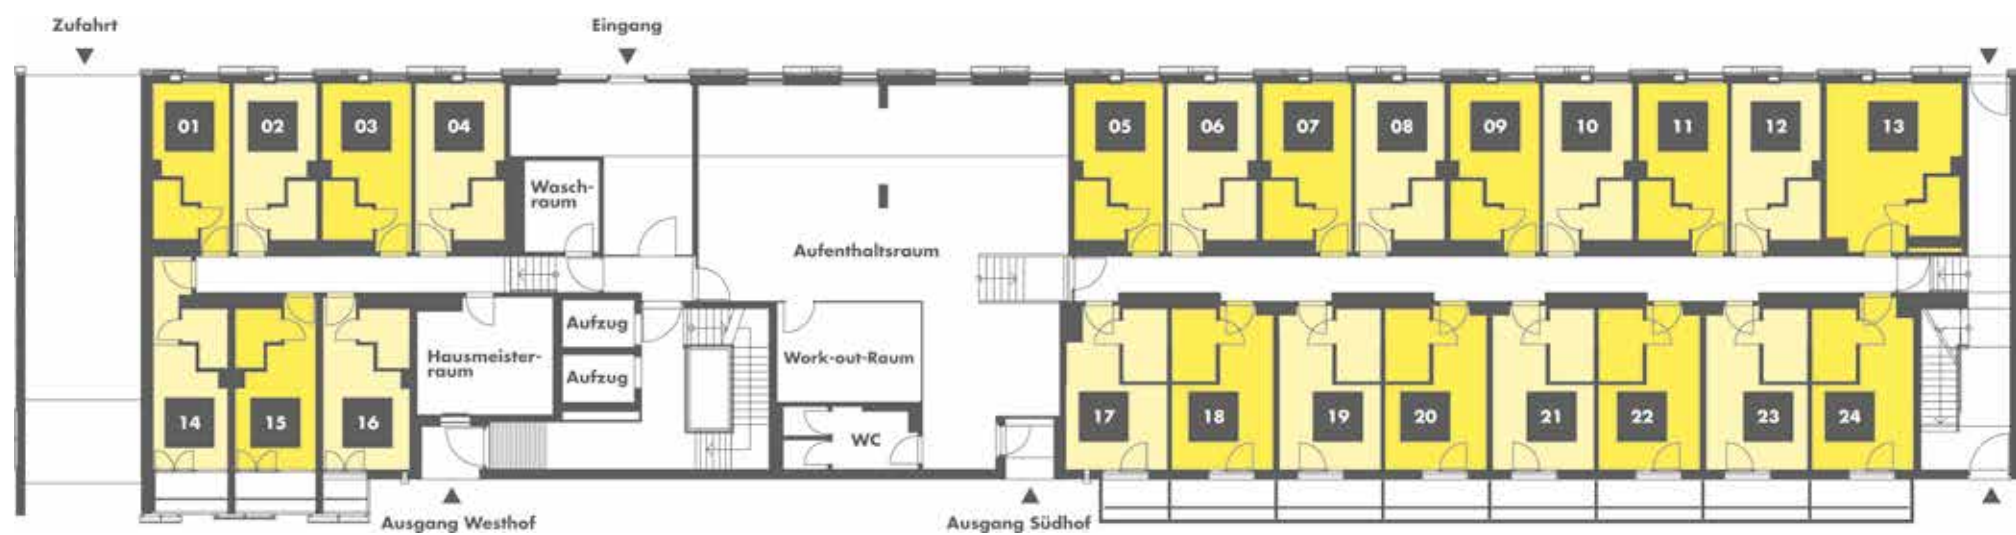 Zufahrt
Eingang
01
02
03
04
05
06
07
08
09
10
11
12
13
Wasch-
raum
Aufenthaltsraum
Aufzug
Aufzug
Hausmeister-
raum
Work-out-Raum
WC
14
15
16
17
18
19
20
21
22
23
24
Ausgang Westhof
Ausgang Südhof